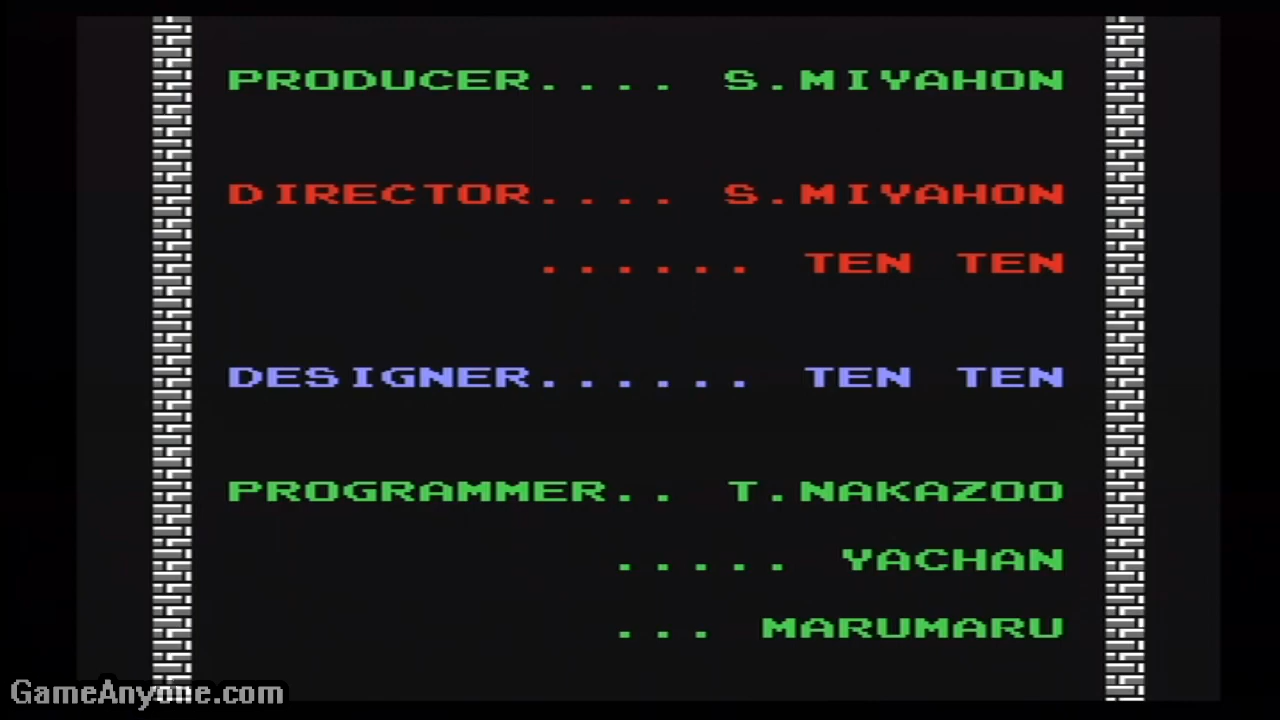 PRODUCER.... S.MIYAHON
DIRECTOR.... S.MIYAHON
...... TEN TEN
DESIGNER...... TEN TEN
PROGRAMMER.. T.NAKAZOO
..... YACHAN
... MARUMARU
GameAnyone.com